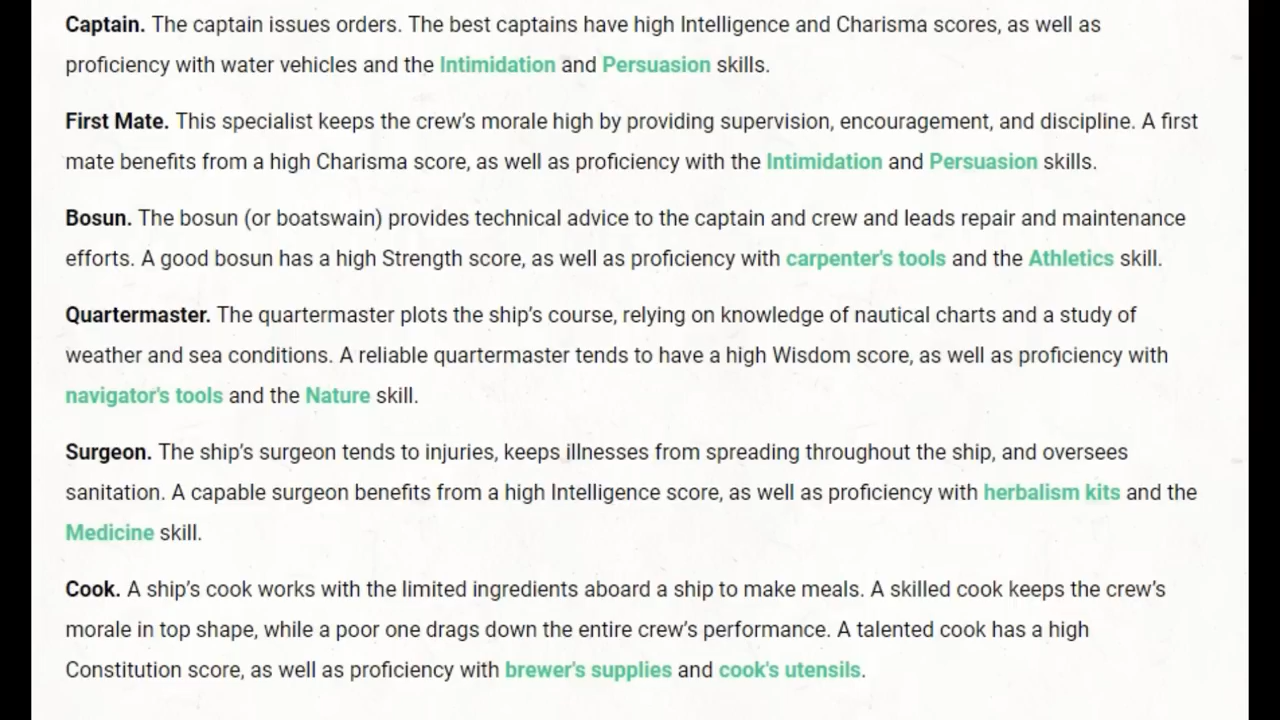 Captain. The captain issues orders. The best captains have high Intelligence and Charisma scores, as well as
proficiency with water vehicles and the Intimidation and Persuasion skills.
First Mate. This specialist keeps the crew’s morale high by providing supervision, encouragement, and discipline. A first
mate benefits from a high Charisma score, as well as proficiency with the Intimidation and Persuasion skills.
Bosun. The bosun (or boatswain) provides technical advice to the captain and crew and leads repair and maintenance
efforts. A good bosun has a high Strength score, as well as proficiency with carpenter's tools and the Athletics skill.
Quartermaster. The quartermaster plots the ship’s course, relying on knowledge of nautical charts and a study of
weather and sea conditions. A reliable quartermaster tends to have a high Wisdom score, as well as proficiency with
navigator's tools and the Nature skill.
Surgeon. The ship’s surgeon tends to injuries, keeps illnesses from spreading throughout the ship, and oversees
sanitation. A capable surgeon benefits from a high Intelligence score, as well as proficiency with herbalism kits and the
Medicine skill.
Cook. A ship’s cook works with the limited ingredients aboard a ship to make meals. A skilled cook keeps the crew’s
morale in top shape, while a poor one drags down the entire crew’s performance. A talented cook has a high
Constitution score, as well as proficiency with brewer's supplies and cook's utensils.